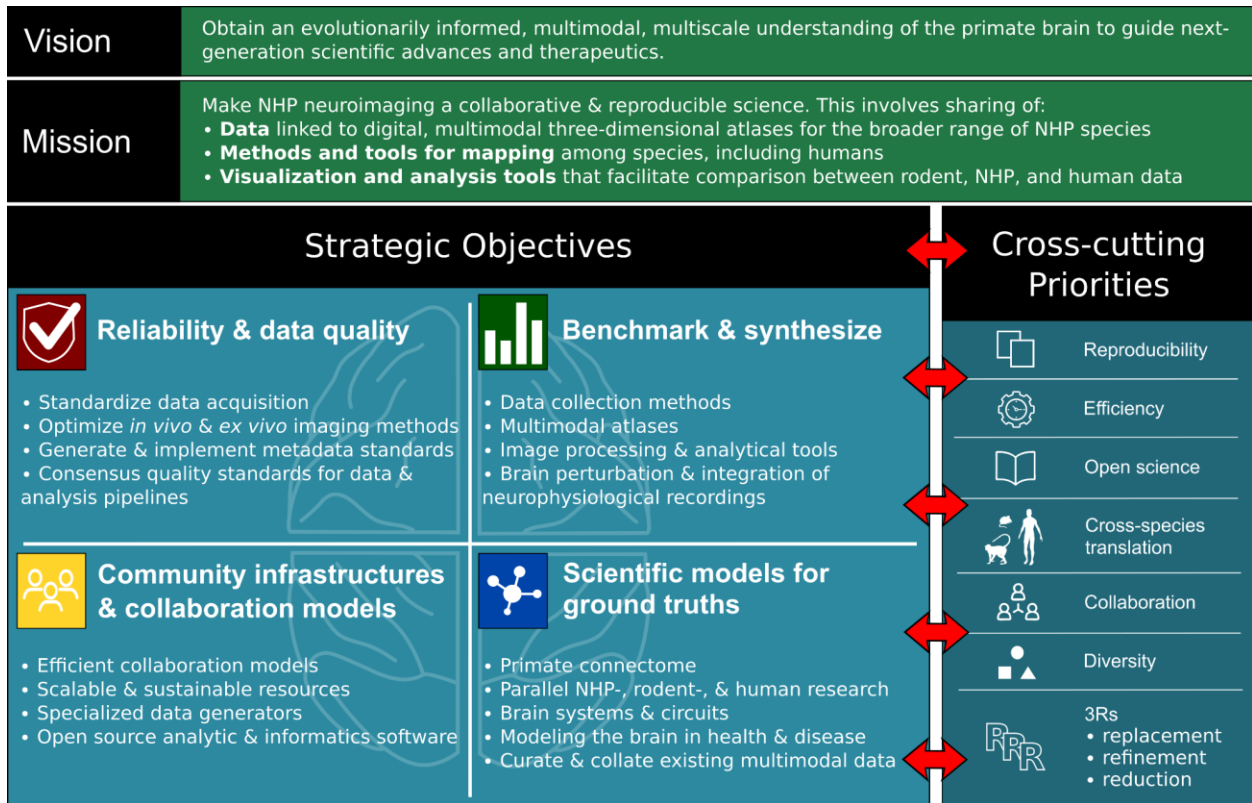 Vision
Obtain an evolutionarily informed, multimodal, multiscale understanding of the primate brain to guide next-
generation scientific advances and therapeutics.
Mission
Make NHP neuroimaging a collaborative & reproducible science. This involves sharing of:
• Data linked to digital, multimodal three-dimensional atlases for the broader range of NHP species
• Methods and tools for mapping among species, including humans
• Visualization and analysis tools that facilitate comparison between rodent, NHP, and human data
Strategic Objectives
Reliability & data quality
• Standardize data acquisition
• Optimize in vivo & ex vivo imaging methods
• Generate & implement metadata standards
• Consensus quality standards for data &
analysis pipelines
Benchmark & synthesize
• Data collection methods
• Multimodal atlases
• Image processing & analytical tools
• Brain perturbation & integration of
neurophysiological recordings
Community infrastructures
& collaboration models
• Efficient collaboration models
• Scalable & sustainable resources
• Specialized data generators
• Open source analytic & informatics software
Scientific models for
ground truths
• Primate connectome
• Parallel NHP-, rodent-, & human research
• Brain systems & circuits
• Modeling the brain in health & disease
• Curate & collate existing multimodal data
Cross-cutting
Priorities
Reproducibility
Efficiency
Open science
Cross-species
translation
Collaboration
Diversity
RRR
3Rs
• replacement
• refinement
• reduction